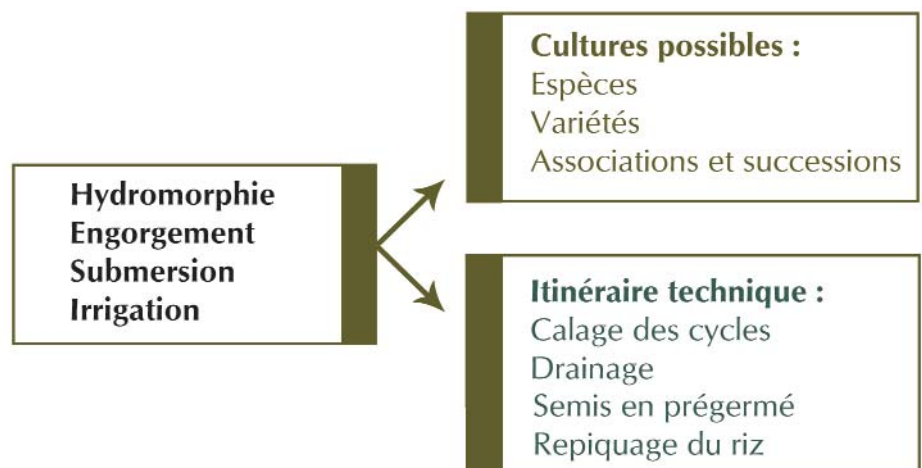 Hydromorphie
Engorgement
Submersion
Irrigation
Cultures possibles :
Espèces
Variétés
Associations et successions
Itinéraire technique :
Calage des cycles
Drainage
Semis en prégermé
Repiquage du riz